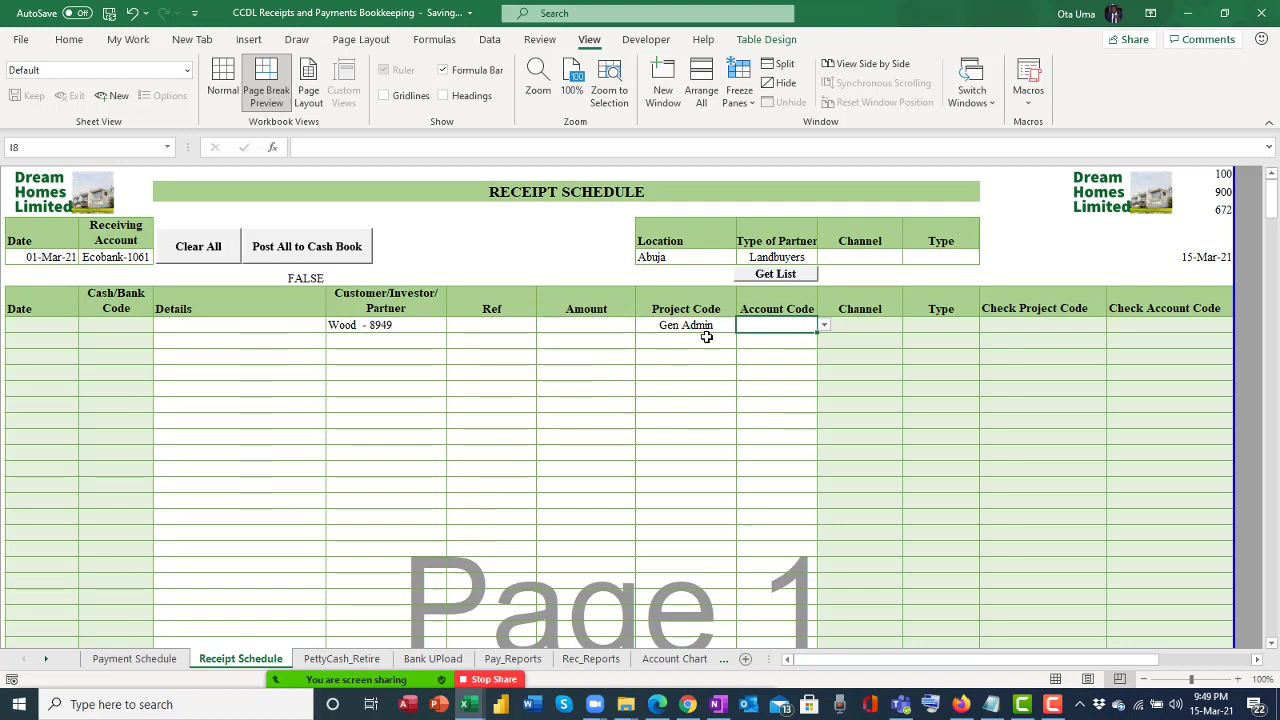 AutoSave Off CCDL Receipts and Payments Bookkeeping - Saving... Search Ota Uma
File Home My Work New Tab Insert Draw Page Layout Formulas Data Review View Developer Help Table Design Share Comments
Default Ruler Formula Bar Split View Side by Side
Keep Exit New Options Normal Page Break Preview Page Layout Custom Views Gridlines Headings Zoom 100% Zoom to Selection New Window Arrange All Freeze Panes Hide Synchronous Scrolling Switch Windows Macros
Unhide Reset Window Position
Sheet View Workbook Views Show Zoom Window Macros
I8 fx
Dream Homes Limited RECEIPT SCHEDULE Dream Homes Limited 100
900
672
Date Receiving Account Clear All Post All to Cash Book Location Type of Partner Channel Type
01-Mar-21 Ecobank-1061 Abuja Landbuyers 15-Mar-21
FALSE Get List
Date Cash/Bank Code Details Customer/Investor/ Partner Ref Amount Project Code Account Code Channel Type Check Project Code Check Account Code
Wood - 8949 Gen Admin
Page 1
Payment Schedule Receipt Schedule PettyCash_Retire Bank UPload Pay_Reports Rec_Reports Account Chart ...
You are screen sharing Stop Share 100%
Type here to search 9:49 PM
15-Mar-21